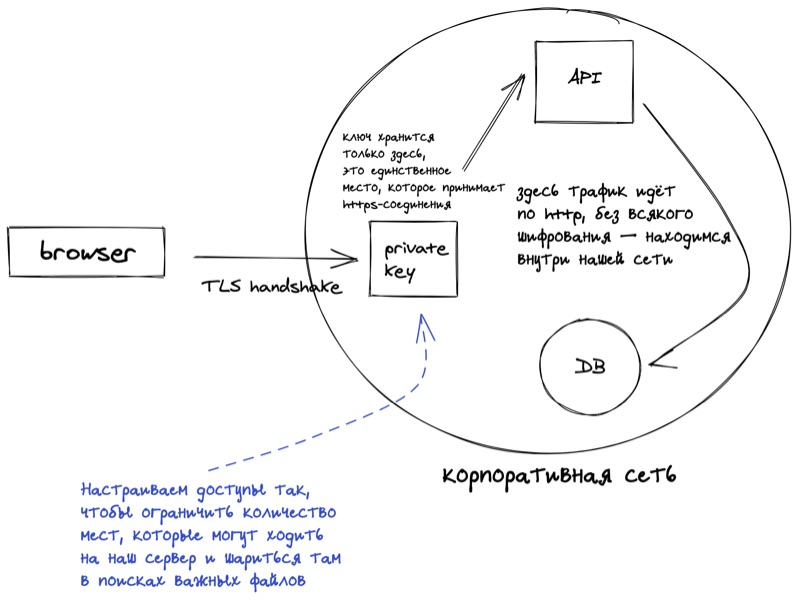 API
ключ хранится
только здесь,
это единственное
место, которое принимает
https-соединения
здесь трафик идёт
по http, без всякого
шифрования — находимся
внутри нашей сети
browser
private
key
TLS handshake
DB
корпоративная сеть
Настраиваем доступы так,
чтобы ограничить количество
мест, которые могут ходить
на наш сервер и шариться там
в поисках важных файлов